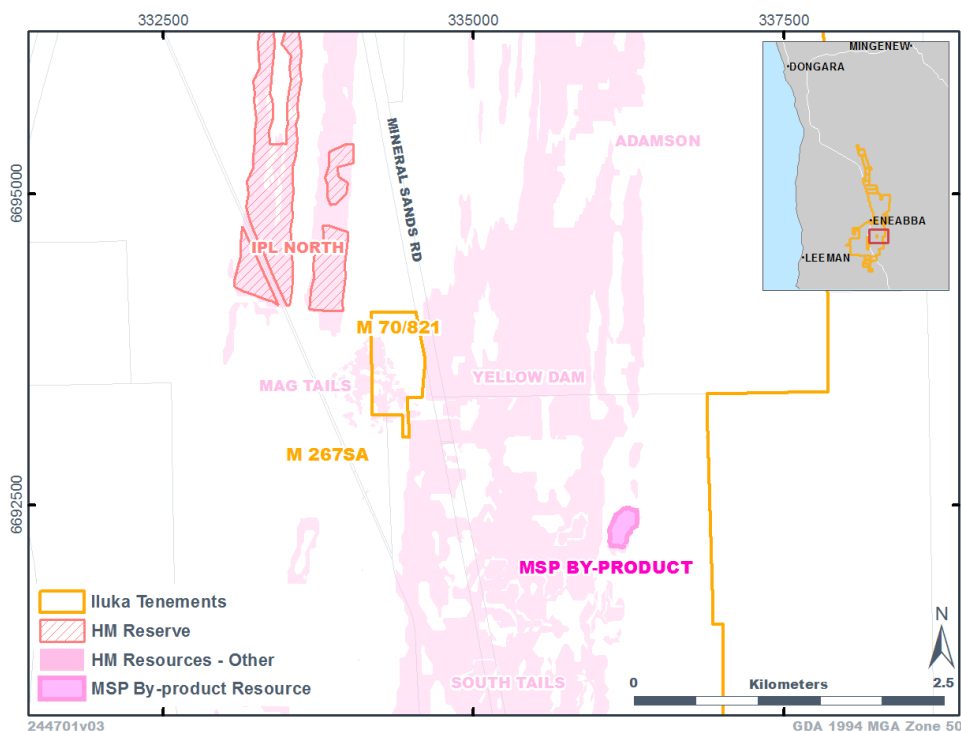 332500
335000
337500
MINGENEW
DONGARA
ENEABBA
LEEMAN
ADAMSON
MINERAL SANDS RD
6695000
IPL NORTH
M 70/821
MAG TAILS
YELLOW DAM
M 267SA
6692500
MSP BY-PRODUCT
Iluka Tenements
HM Reserve
HM Resources - Other
MSP By-product Resource
SOUTH TAILS
N
0 Kilometers 2.5
244701v03
GDA 1994 MGA Zone 50